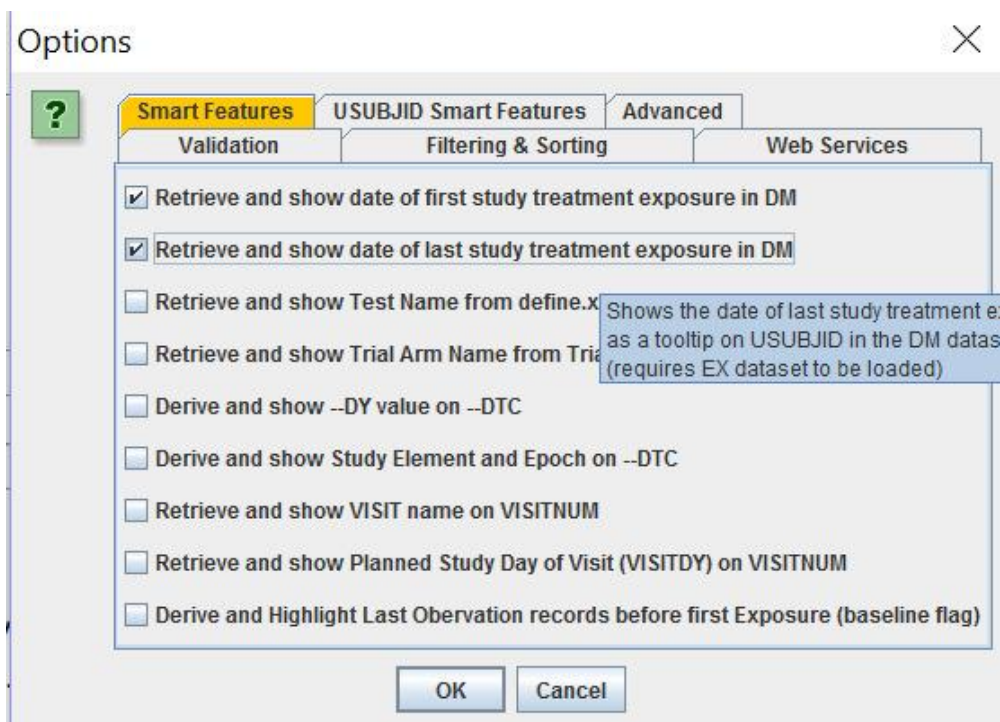 Options
?
Smart Features USUBJID Smart Features Advanced
Validation Filtering & Sorting Web Services
Retrieve and show date of first study treatment exposure in DM
Retrieve and show date of last study treatment exposure in DM
Retrieve and show Test Name from define.x
Shows the date of last study treatment e
as a tooltip on USUBJID in the DM datas
(requires EX dataset to be loaded)
Retrieve and show Trial Arm Name from Tria
Derive and show --DY value on --DTC
Derive and show Study Element and Epoch on --DTC
Retrieve and show VISIT name on VISITNUM
Retrieve and show Planned Study Day of Visit (VISITDY) on VISITNUM
Derive and Highlight Last Obervation records before first Exposure (baseline flag)
OK Cancel